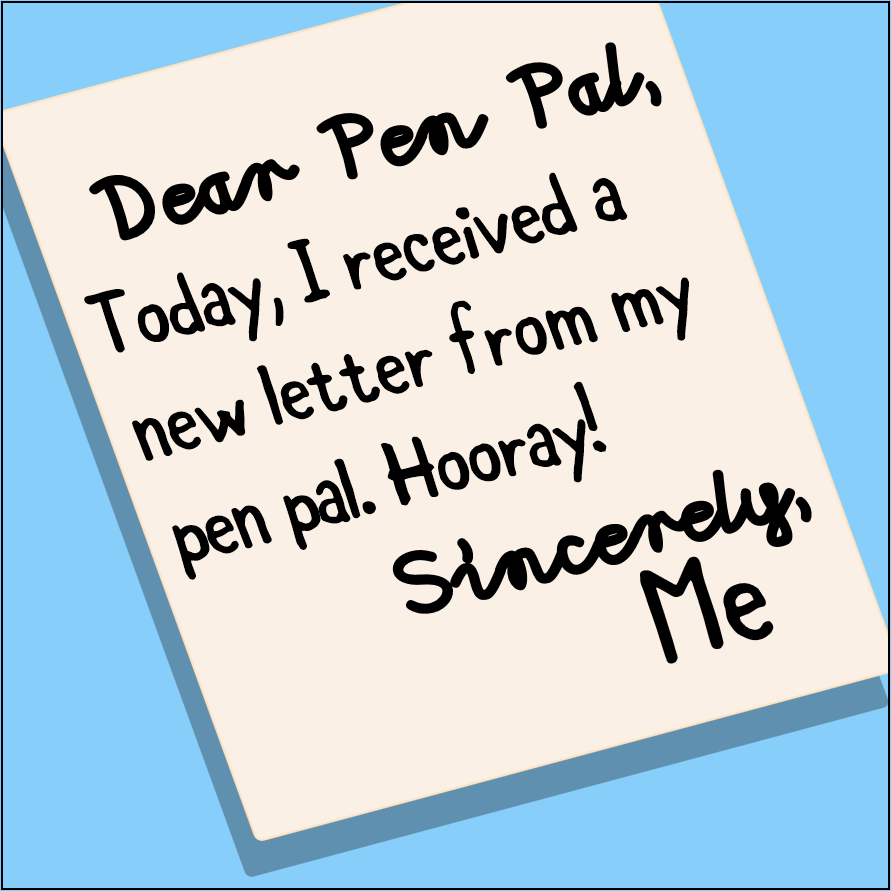 Dear Pen Pal,
Today, I received a
new letter from my
pen pal. Hooray!
Sincerely,
Me